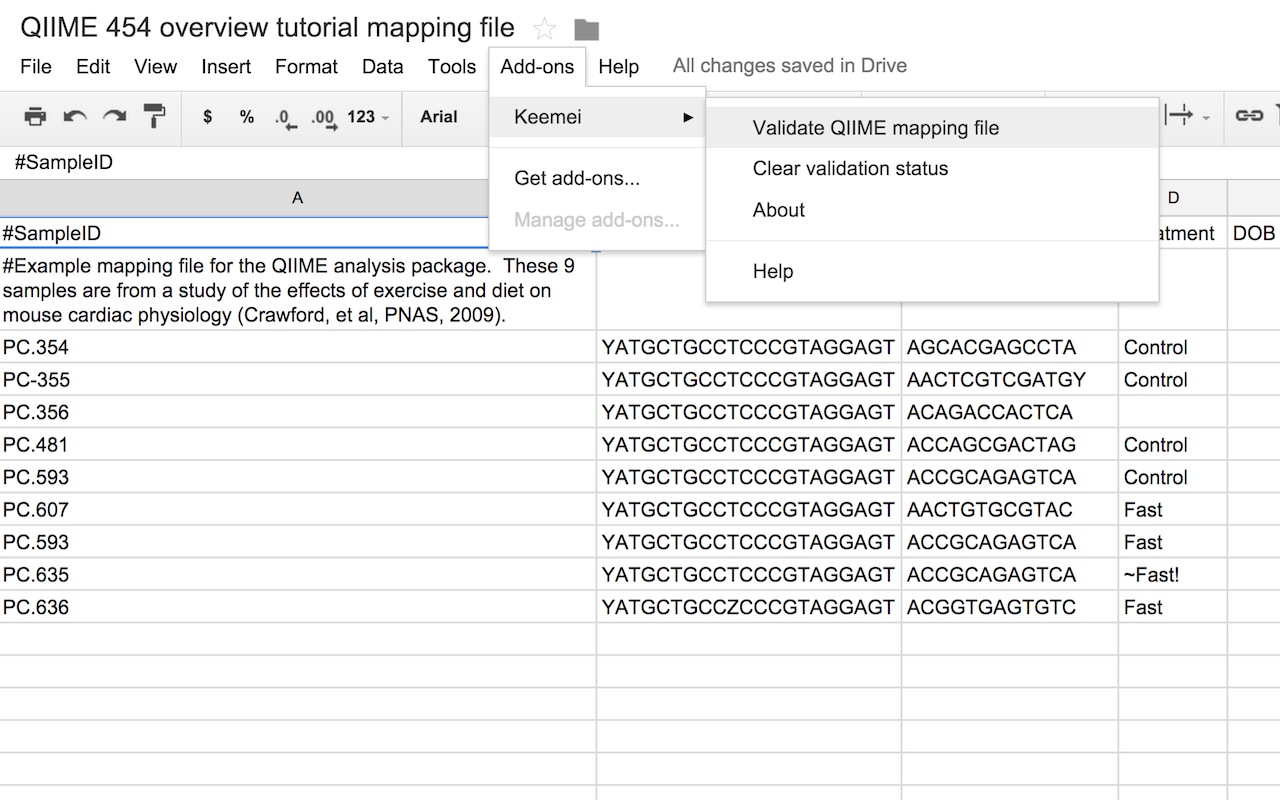 QIIME 454 overview tutorial mapping file
File Edit View Insert Format Data Tools Add-ons Help All changes saved in Drive
$ % .0 .00 123 Arial
Keemei
Validate QIIME mapping file
Clear validation status
About
Help
Get add-ons...
Manage add-ons...
#SampleID
A D
#SampleID atment DOB
#Example mapping file for the QIIME analysis package. These 9
samples are from a study of the effects of exercise and diet on
mouse cardiac physiology (Crawford, et al, PNAS, 2009).
PC.354 YATGCTGCCTCCCGTAGGAGT AGCACGAGCCTA Control
PC-355 YATGCTGCCTCCCGTAGGAGT AACTCGTCGATGY Control
PC.356 YATGCTGCCTCCCGTAGGAGT ACAGACCACTCA
PC.481 YATGCTGCCTCCCGTAGGAGT ACCAGCGACTAG Control
PC.593 YATGCTGCCTCCCGTAGGAGT ACCGCAGAGTCA Control
PC.607 YATGCTGCCTCCCGTAGGAGT AACTGTGCGTAC Fast
PC.593 YATGCTGCCTCCCGTAGGAGT ACCGCAGAGTCA Fast
PC.635 YATGCTGCCTCCCGTAGGAGT ACCGCAGAGTCA ~Fast!
PC.636 YATGCTGCCZCCCGTAGGAGT ACGGTGAGTGTC Fast